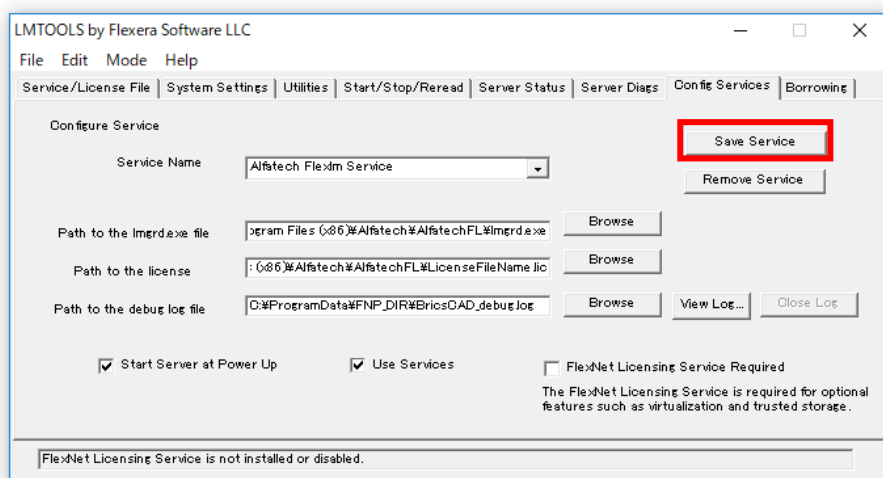 LMTOOLS by Flexera Software LLC
File Edit Mode Help
Service/License File System Settings Utilities Start/Stop/Reread Server Status Server Diags Config Services Borrowing
Configure Service
Save Service
Service Name
Alfatech Flexlm Service
Remove Service
Path to the lmgrd.exe file
ogram Files (x86)¥Alfatech¥AlfatechFL¥lmgrd.exe
Browse
Path to the license
: (x86)¥Alfatech¥AlfatechFL¥LicenseFileName.lic
Browse
Path to the debug log file
C:¥ProgramData¥FNP_DIR¥BricsCAD_debug.log
Browse
View Log...
Close Log
Start Server at Power Up
Use Services
FlexNet Licensing Service Required
The FlexNet Licensing Service is required for optional
features such as virtualization and trusted storage.
FlexNet Licensing Service is not installed or disabled.